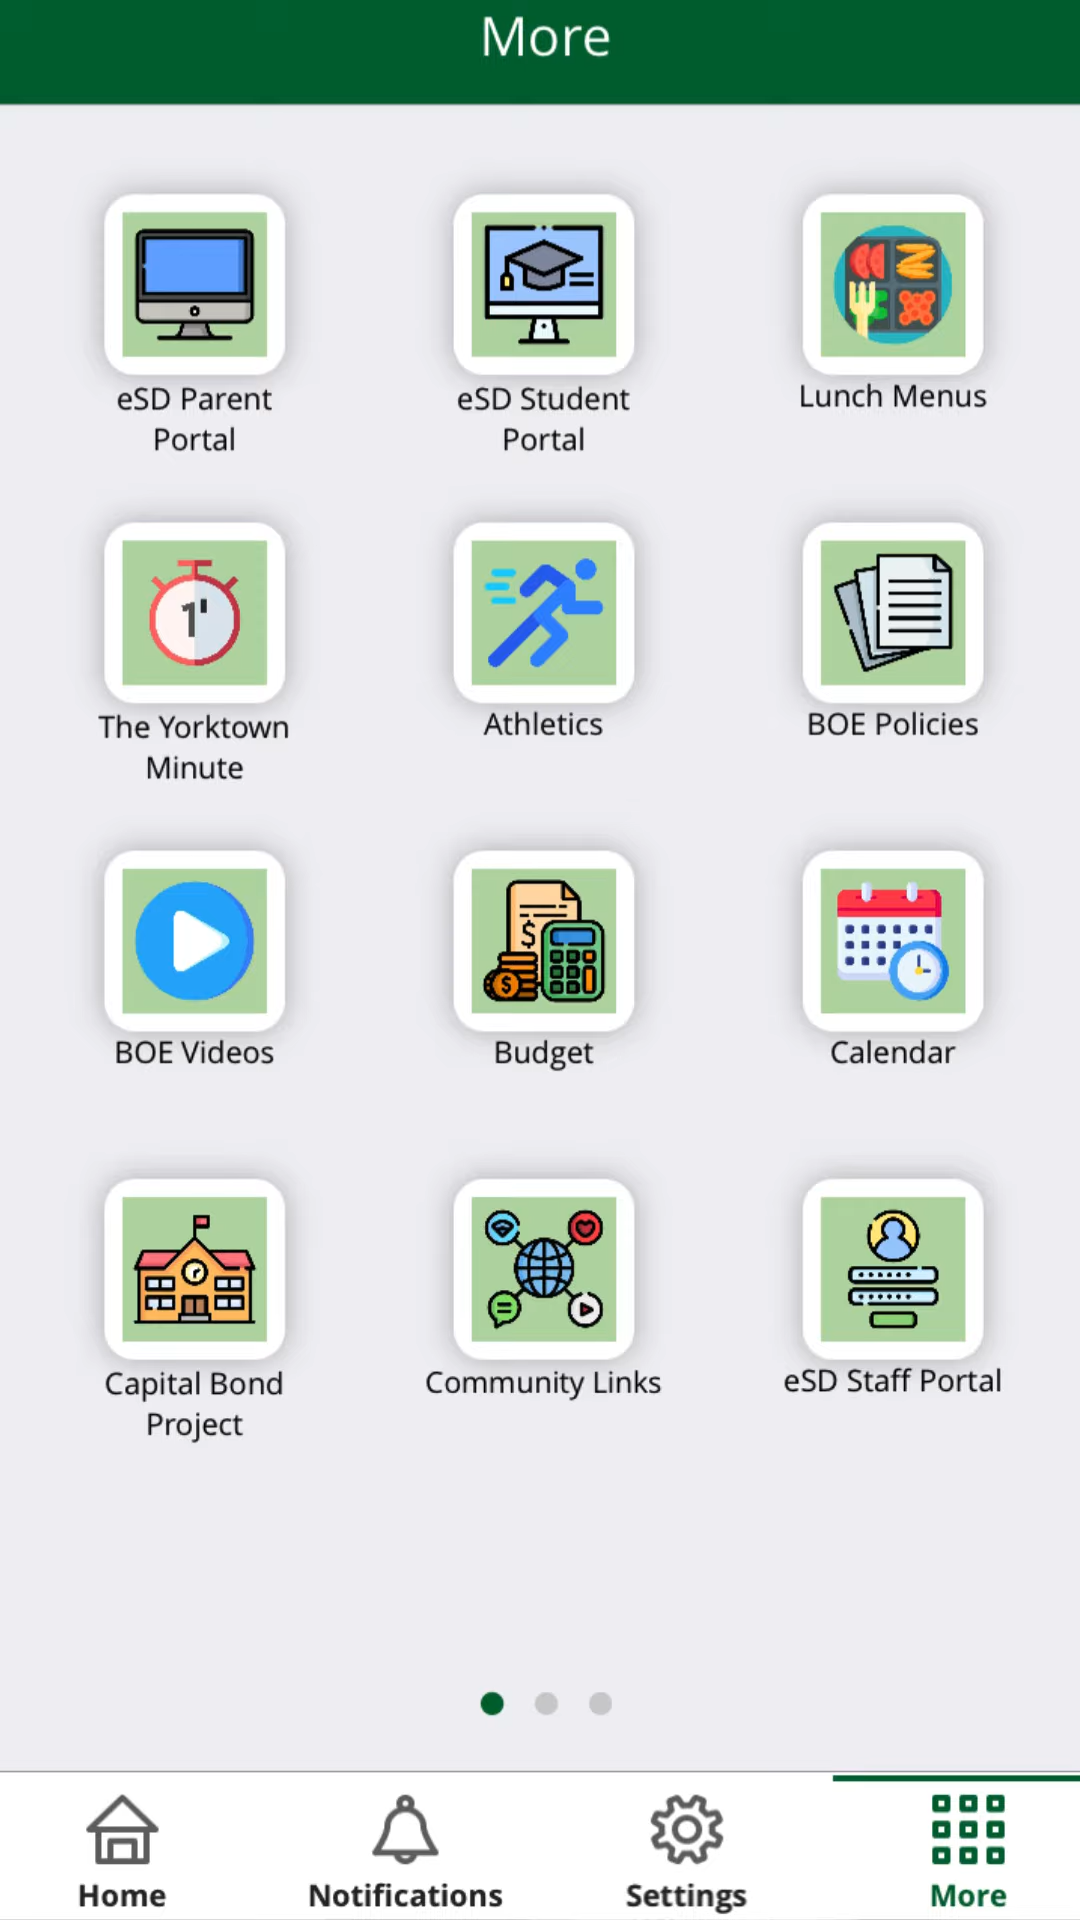 More
eSD Parent
Portal
eSD Student
Portal
Lunch Menus
1'
The Yorktown
Minute
Athletics
BOE Policies
$
$
BOE Videos
Budget
Calendar
Capital Bond
Project
Community Links
eSD Staff Portal
Home
Notifications
Settings
More